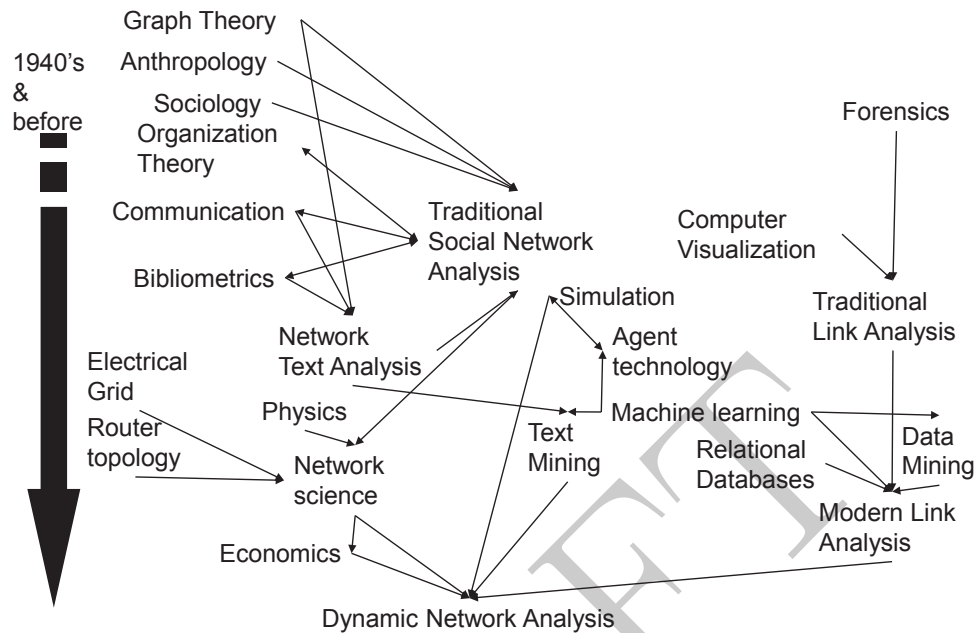 Graph Theory
1940's
&
before
Anthropology
Sociology
Organization
Theory
Forensics
Communication
Traditional
Social Network
Analysis
Computer
Visualization
Bibliometrics
Simulation
Traditional
Link Analysis
Network
Text Analysis
Agent
technology
Electrical
Grid
Physics
Machine learning
Router
topology
Text
Mining
Relational
Databases
Data
Mining
Network
science
Modern Link
Analysis
Economics
Dynamic Network Analysis
FT